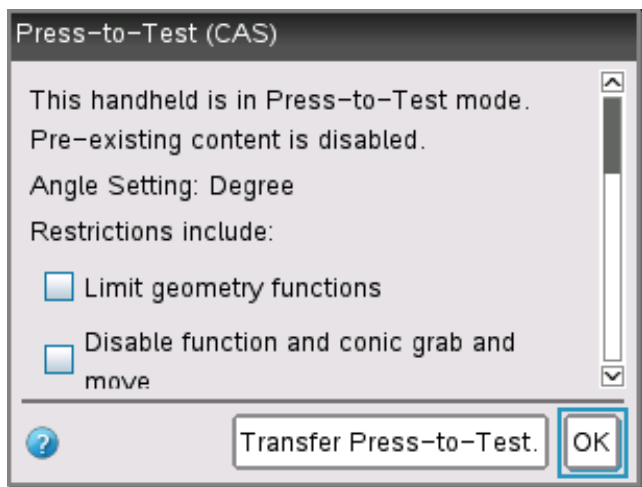 Press-to-Test (CAS)
This handheld is in Press-to-Test mode.
Pre-existing content is disabled.
Angle Setting: Degree
Restrictions include:
Limit geometry functions
Disable function and conic grab and
move
?
Transfer Press-to-Test.
OK